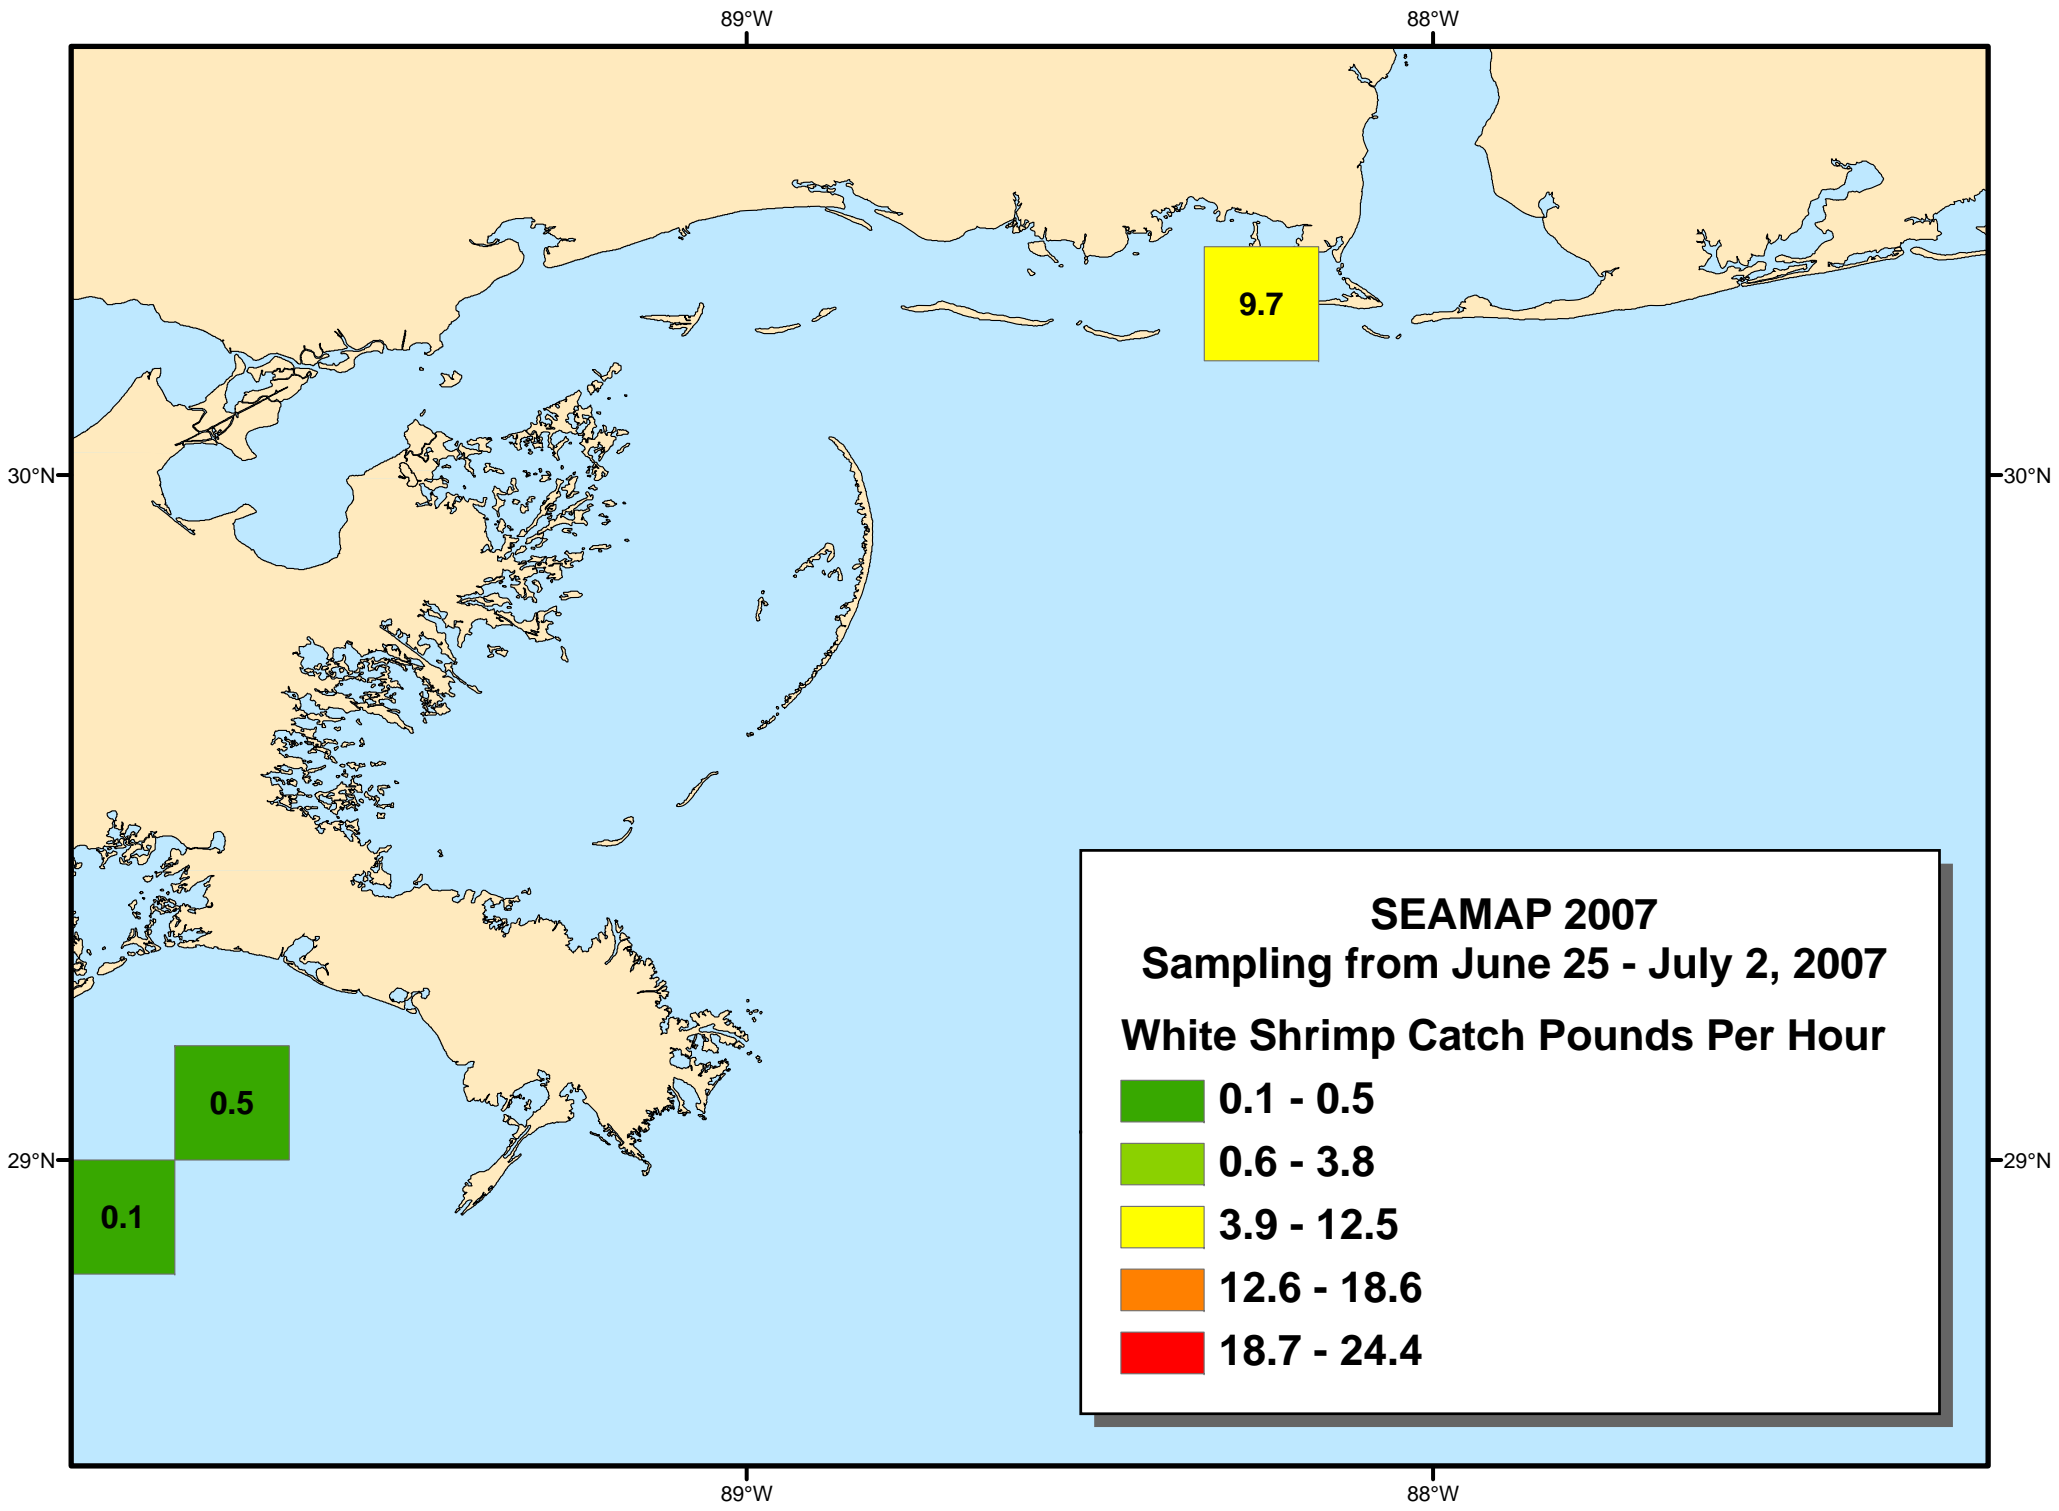 89°W
88°W
9.7
30°N
30°N
SEAMAP 2007
Sampling from June 25 - July 2, 2007
White Shrimp Catch Pounds Per Hour
0.1 - 0.5
0.6 - 3.8
3.9 - 12.5
12.6 - 18.6
18.7 - 24.4
0.5
29°N
29°N
0.1
89°W
88°W